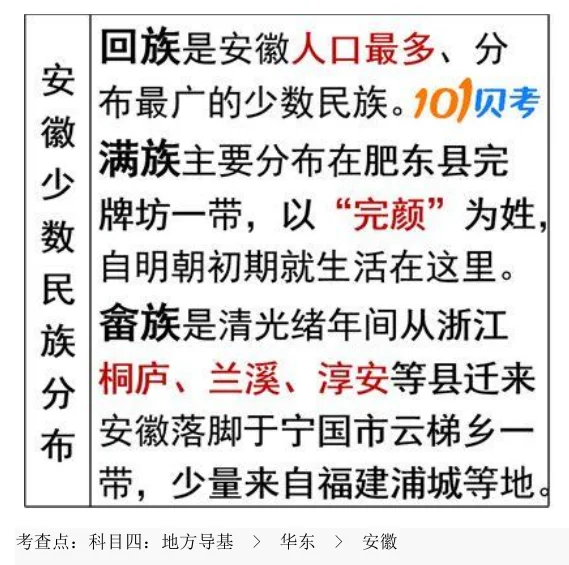 安徽少数民族分布
回族是安徽人口最多、分
布最广的少数民族。101贝考
满族主要分布在肥东县完
牌坊一带，以“完颜”为姓，
自明朝初期就生活在这里。
畲族是清光绪年间从浙江
桐庐、兰溪、淳安等县迁来
安徽落脚于宁国市云梯乡一
带，少量来自福建浦城等地。
考查点：科目四：地方导基 > 华东 > 安徽